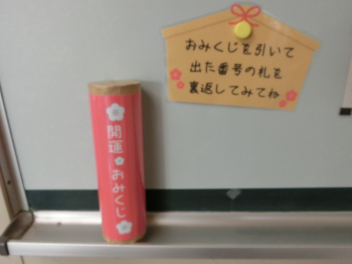 おみくじを引いて
出た番号の札を
裏返してみてね
開運おみくじ